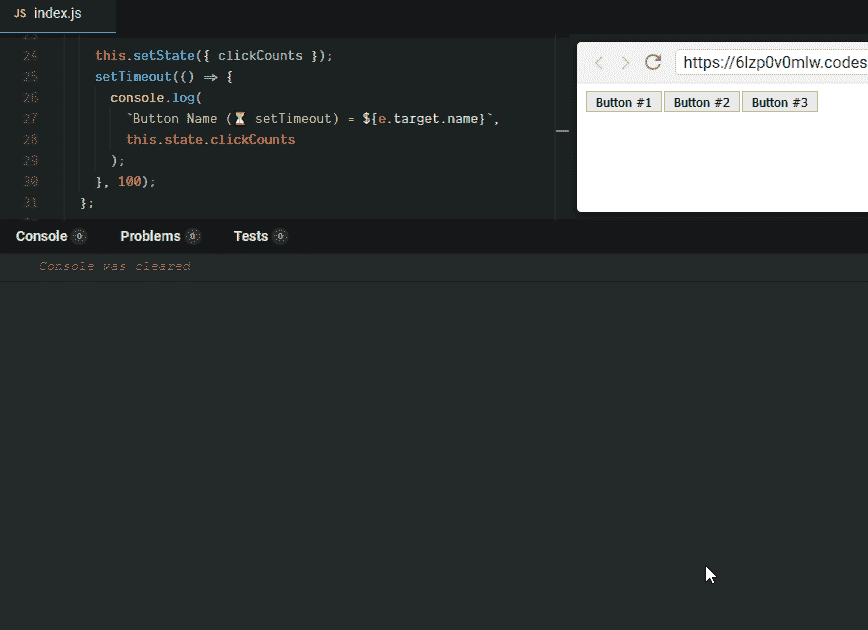 JS index.js
24 this.setState({ clickCounts });
25 setTimeout(() => {
26 console.log(
27 `Button Name (⏳ setTimeout) = ${e.target.name}`,
28 this.state.clickCounts
29 );
30 }, 100);
31 };
https://6lzp0v0mlw.codes
Button #1 Button #2 Button #3
Console 0 Problems 0 Tests 0
Console was cleared